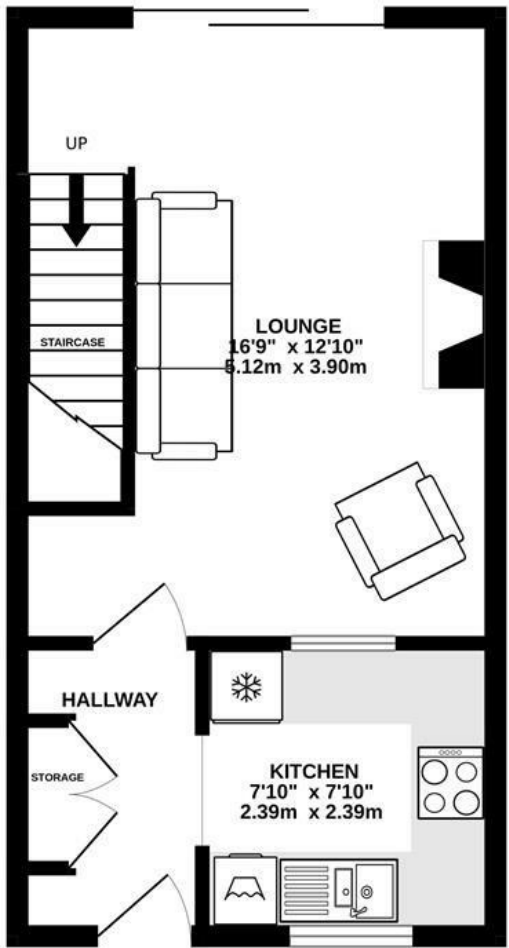 UP
STAIRCASE
LOUNGE
16'9" x 12'10"
5.12m x 3.90m
HALLWAY
STORAGE
KITCHEN
7'10" x 7'10"
2.39m x 2.39m